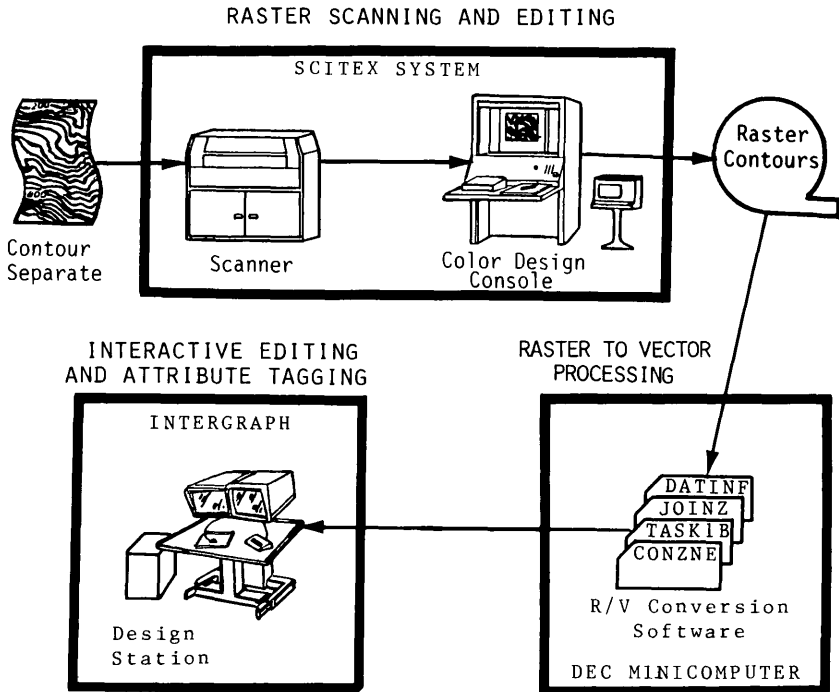 RASTER SCANNING AND EDITING
SCITEX SYSTEM
Contour
Separate
Scanner
Color Design
Console
Raster
Contours
INTERACTIVE EDITING
AND ATTRIBUTE TAGGING
INTERGRAPH
Design
Station
RASTER TO VECTOR
PROCESSING
DATINF
JOINZ
TASK1B
CONZNE
R/V Conversion
Software
DEC MINICOMPUTER